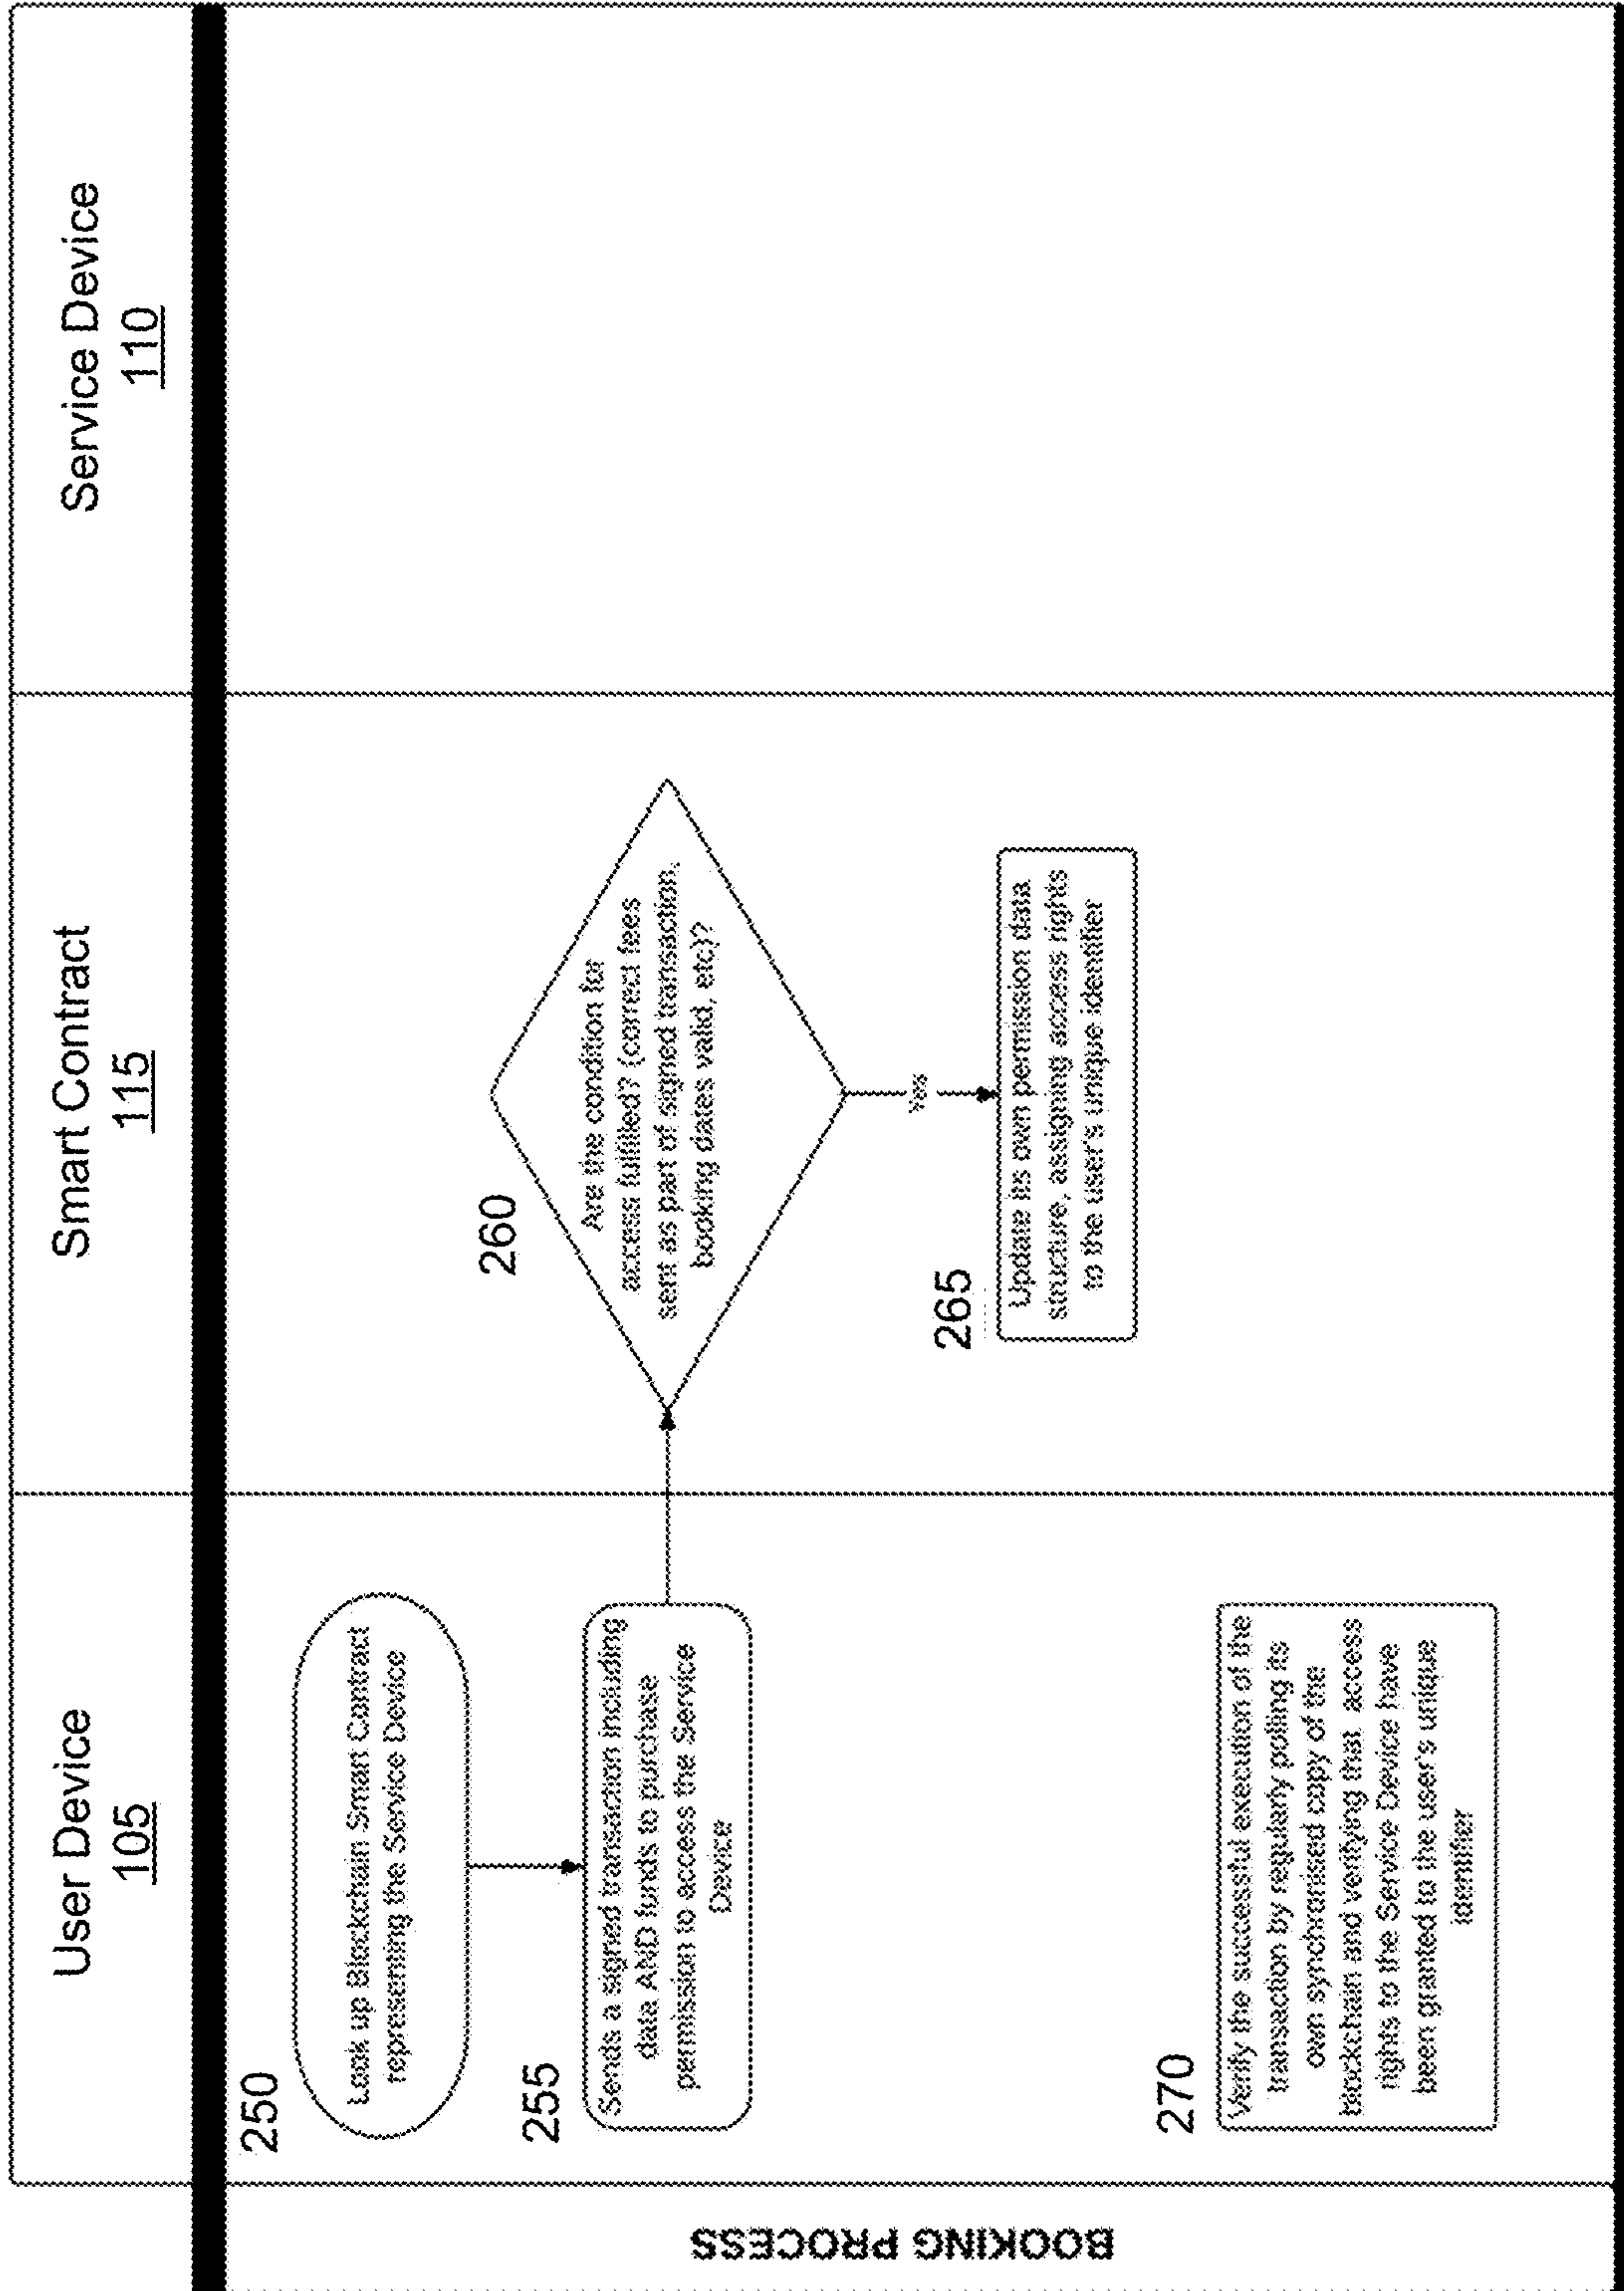 User Device
105
Smart Contract
115
Service Device
110
BOOKING PROCESS
250
Look up Blockchain Smart Contract
representing the Service Device
255
Sends a signed transaction including
data AND funds to purchase
permission to access the Service
Device
260
Are the condition for
access fulfilled? (correct fees
sent as part of signed transaction,
booking dates valid, etc)?
Yes
265
Update its own permission data
structure, assigning access rights
to the user's unique identifier
270
Verify the successful execution of the
transaction by regularly polling its
own synchronised copy of the
blockchain and verifying that access
rights to the Service Device have
been granted to the user's unique
identifier